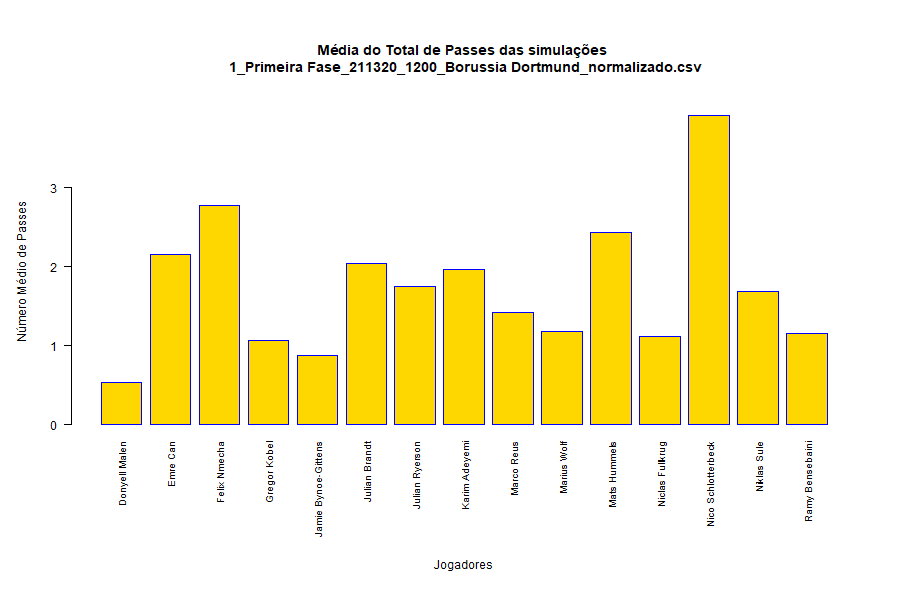 Média do Total de Passes das simulações
1_Primeira Fase_211320_1200_Borussia Dortmund_normalizado.csv
Número Médio de Passes
3
2
1
0
Donyell Malen
Emre Can
Felix Nmecha
Gregor Kobel
Jamie Bynoe-Gittens
Julian Brandt
Julian Ryerson
Karim Adeyemi
Marco Reus
Marius Wolf
Mats Hummels
Niclas Fulkrug
Nico Schlotterbeck
Niklas Sule
Ramy Bensebaini
Jogadores